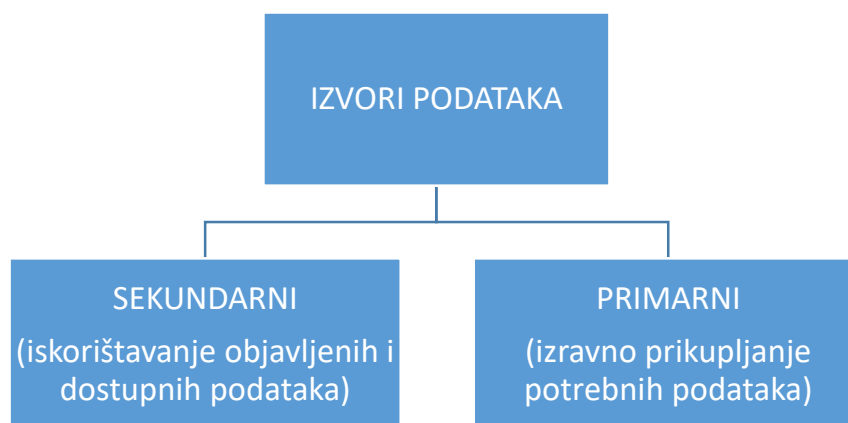 IZVORI PODATAKA
SEKUNDARNI
(iskorištavanje objavljenih i
dostupnih podataka)
PRIMARNI
(izravno prikupljanje
potrebnih podataka)